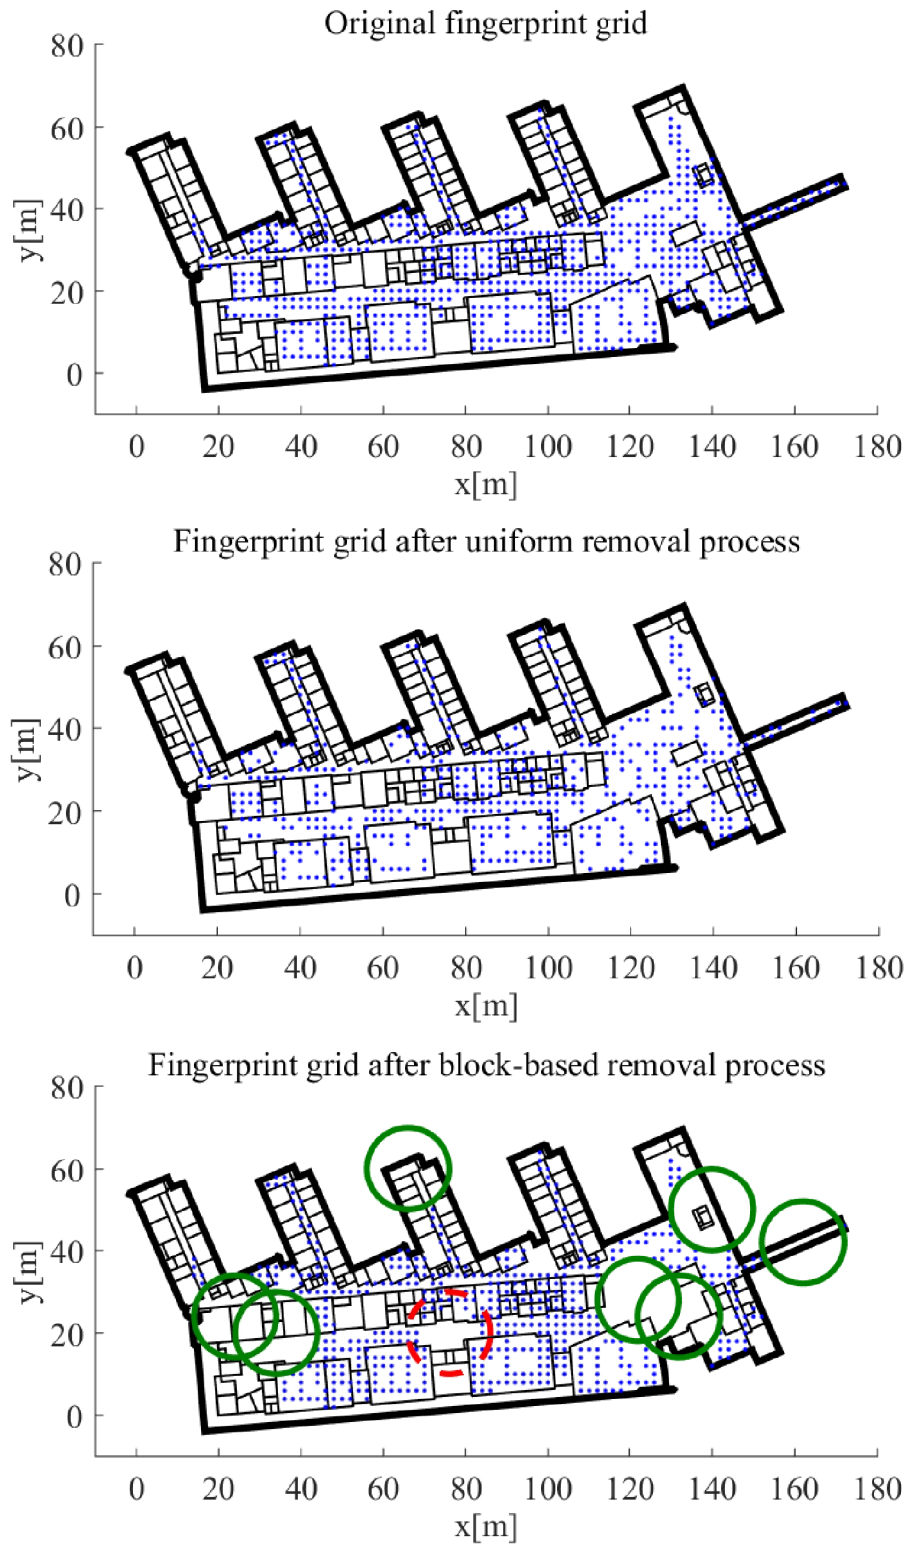 Original fingerprint grid
80
60
40
20
0
y[m]
0 20 40 60 80 100 120 140 160 180
x[m]
Fingerprint grid after uniform removal process
80
60
40
20
0
y[m]
0 20 40 60 80 100 120 140 160 180
x[m]
Fingerprint grid after block-based removal process
80
60
40
20
0
y[m]
0 20 40 60 80 100 120 140 160 180
x[m]